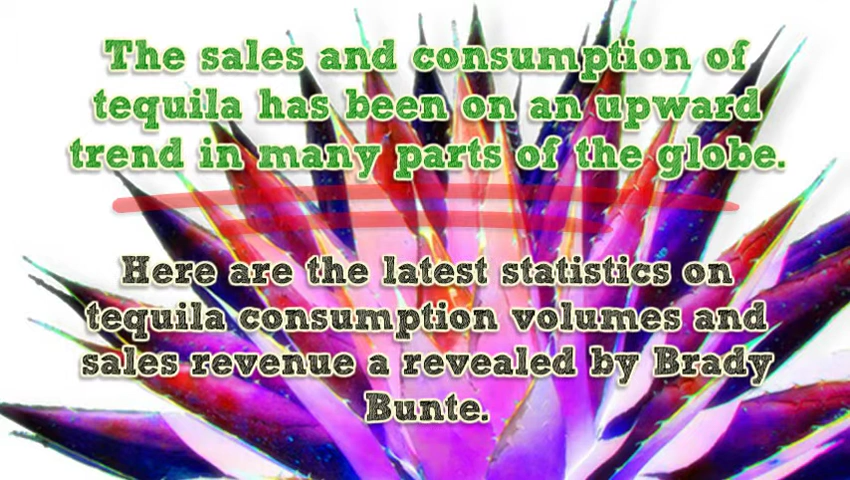 The sales and consumption of
tequila has been on an upward
trend in many parts of the globe.
Here are the latest statistics on
tequila consumption volumes and
sales revenue a revealed by Brady
Bunte.